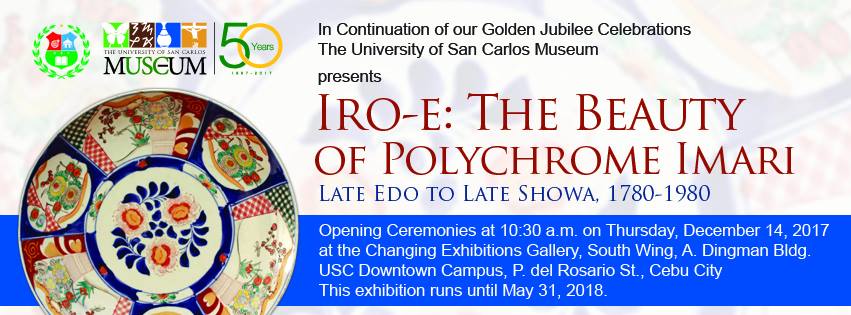 THE UNIVERSITY OF SAN CARLOS
MUSEUM
50
Years
1967-2017
In Continuation of our Golden Jubilee Celebrations
The University of San Carlos Museum
presents
IRO-E: THE BEAUTY
OF POLYCHROME IMARI
LATE EDO TO LATE SHOWA, 1780-1980
Opening Ceremonies at 10:30 a.m. on Thursday, December 14, 2017
at the Changing Exhibitions Gallery, South Wing, A. Dingman Bldg.
USC Downtown Campus, P. del Rosario St., Cebu City
This exhibition runs until May 31, 2018.